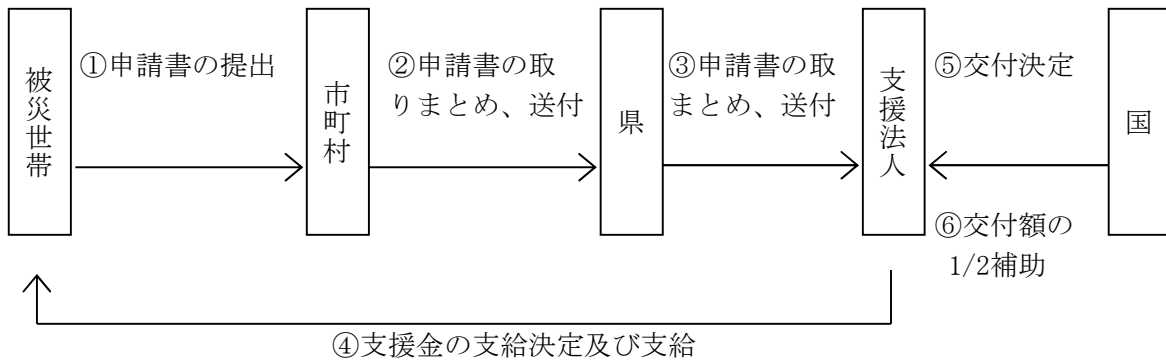 被災世帯
①申請書の提出
市町村
②申請書の取
りまとめ、送付
県
③申請書の取
まとめ、送付
支援法人
⑤交付決定
⑥交付額の
1/2補助
国
④支援金の支給決定及び支給